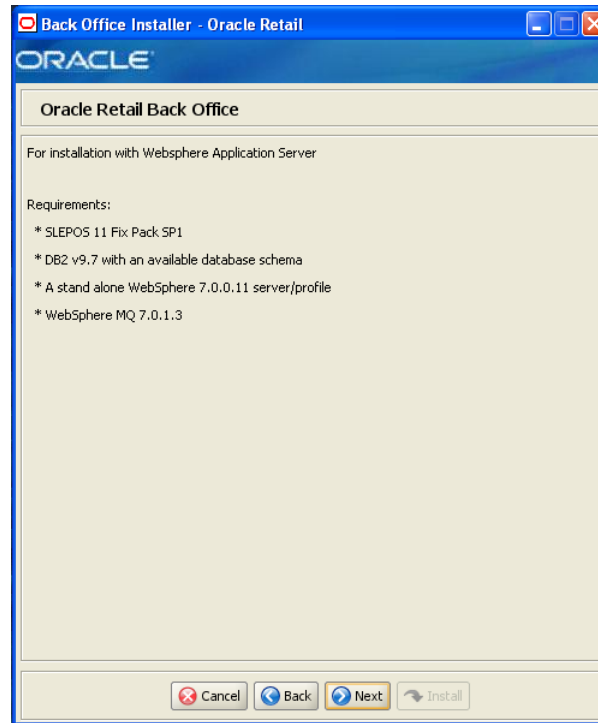 Back Office Installer - Oracle Retail
ORACLE
Oracle Retail Back Office
For installation with Websphere Application Server
Requirements:
* SLEPOS 11 Fix Pack SP1
* DB2 v9.7 with an available database schema
* A stand alone WebSphere 7.0.0.11 server/profile
* WebSphere MQ 7.0.1.3
Cancel Back Next Install